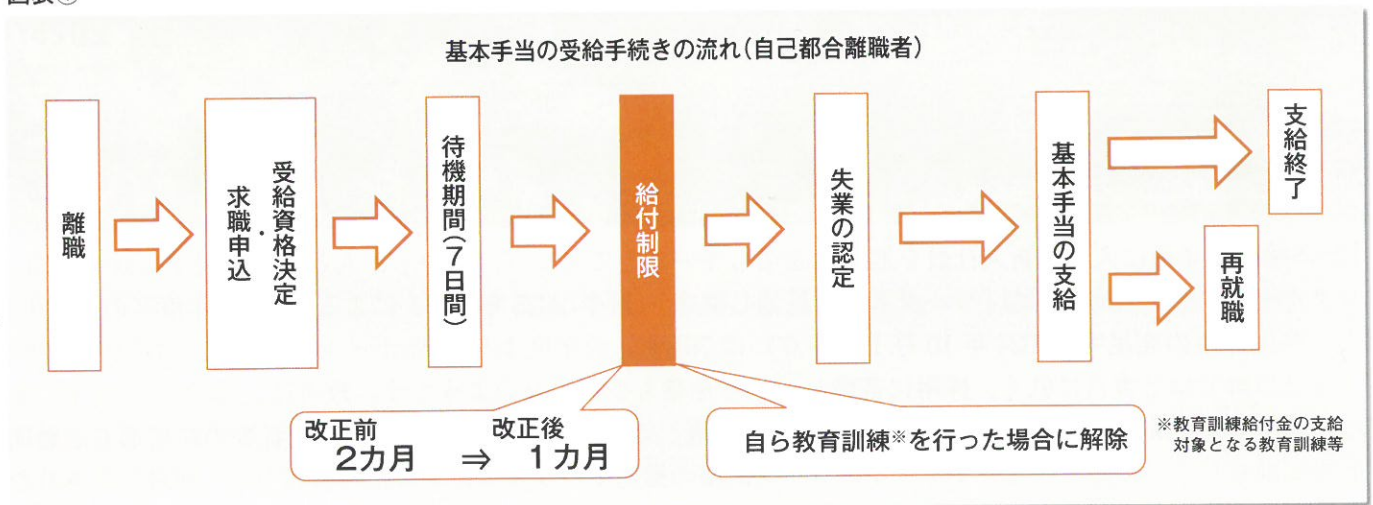 基本手当の受給手続きの流れ(自己都合離職者)
離職
受給資格決定
・
求職申込
待機期間(7日間)
給付制限
失業の認定
基本手当の支給
支給終了
再就職
改正前 改正後
2カ月 ⇒ 1カ月
自ら教育訓練※を行った場合に解除
※教育訓練給付金の支給
対象となる教育訓練等